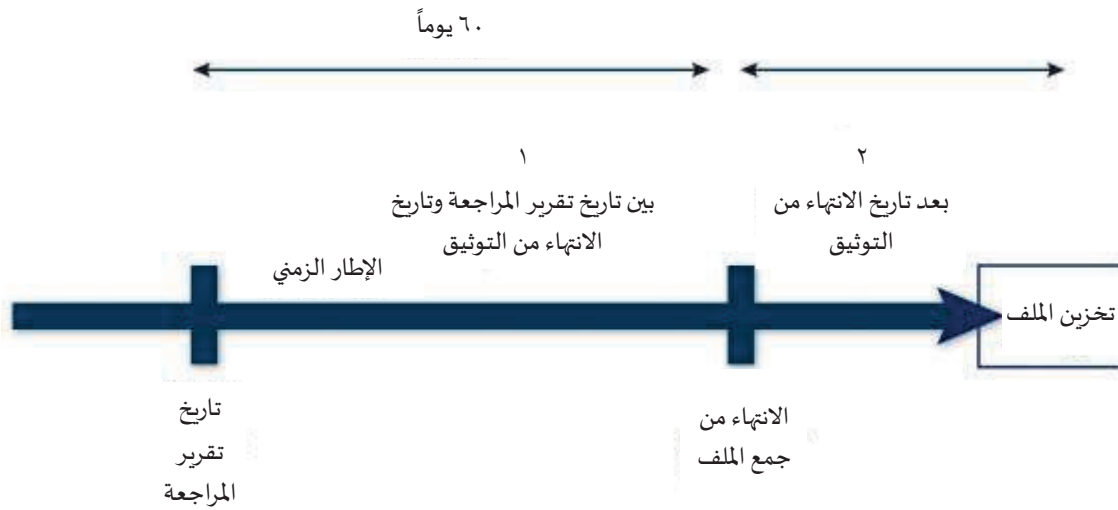 ٦٠ يوماً
١
بين تاريخ تقرير المراجعة وتاريخ
الانتهاء من التوثيق
٢
بعد تاريخ الانتهاء من
التوثيق
الإطار الزمني
تخزين الملف
تاريخ
تقرير
المراجعة
الانتهاء من
جمع الملف